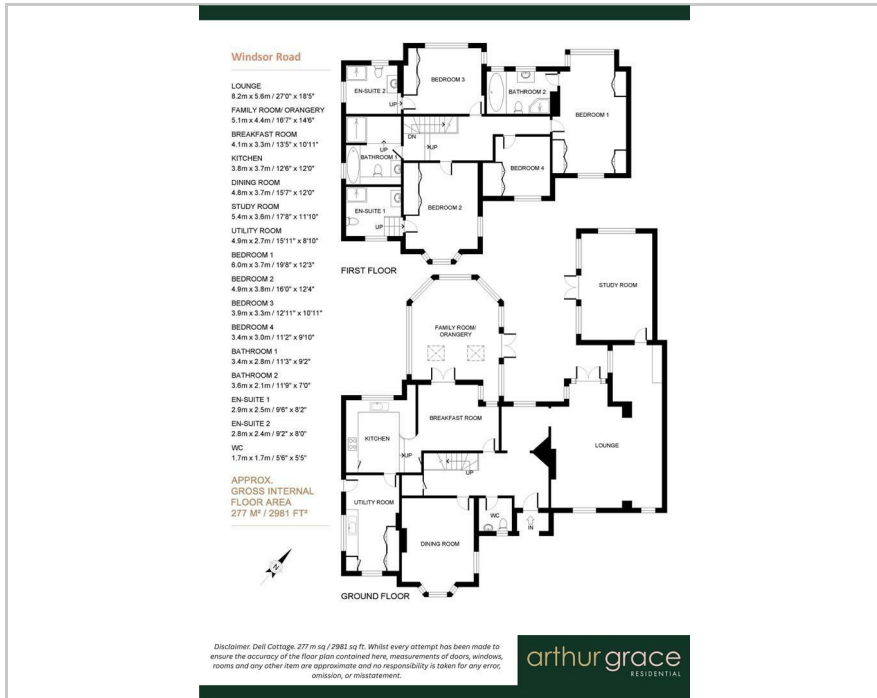 Windsor Road
LOUNGE
8.2m x 5.6m / 27'0" x 18'5"
FAMILY ROOM/ ORANGERY
5.1m x 4.4m / 16'7" x 14'6"
BREAKFAST ROOM
4.1m x 3.3m / 13'5" x 10'11"
KITCHEN
3.8m x 3.7m / 12'6" x 12'0"
DINING ROOM
4.8m x 3.7m / 15'7" x 12'0"
STUDY ROOM
5.4m x 3.6m / 17'8" x 11'10"
UTILITY ROOM
4.9m x 2.7m / 15'11" x 8'10"
BEDROOM 1
6.0m x 3.7m / 19'8" x 12'3"
BEDROOM 2
4.9m x 3.8m / 16'0" x 12'4"
BEDROOM 3
3.9m x 3.3m / 12'11" x 10'11"
BEDROOM 4
3.4m x 3.0m / 11'2" x 9'10"
BATHROOM 1
3.4m x 2.8m / 11'3" x 9'2"
BATHROOM 2
3.6m x 2.1m / 11'9" x 7'0"
EN-SUITE 1
2.9m x 2.5m / 9'6" x 8'2"
EN-SUITE 2
2.8m x 2.4m / 9'2" x 8'0"
WC
1.7m x 1.7m / 5'6" x 5'5"
APPROX.
GROSS INTERNAL
FLOOR AREA
277 M² / 2981 FT²
N
EN-SUITE 2
UP
BEDROOM 3
BATHROOM 2
BEDROOM 1
UP
BATHROOM 1
DN
UP
BEDROOM 4
EN-SUITE 1
UP
BEDROOM 2
FIRST FLOOR
STUDY ROOM
FAMILY ROOM/
ORANGERY
BREAKFAST ROOM
KITCHEN
UP
LOUNGE
UP
UTILITY ROOM
WC
IN
DINING ROOM
GROUND FLOOR
Disclaimer. Dell Cottage, 277 m sq / 2981 sq ft. Whilst every attempt has been made to
ensure the accuracy of the floor plan contained here, measurements of doors, windows,
rooms and any other item are approximate and no responsibility is taken for any error,
omission, or misstatement.
arthur grace
RESIDENTIAL